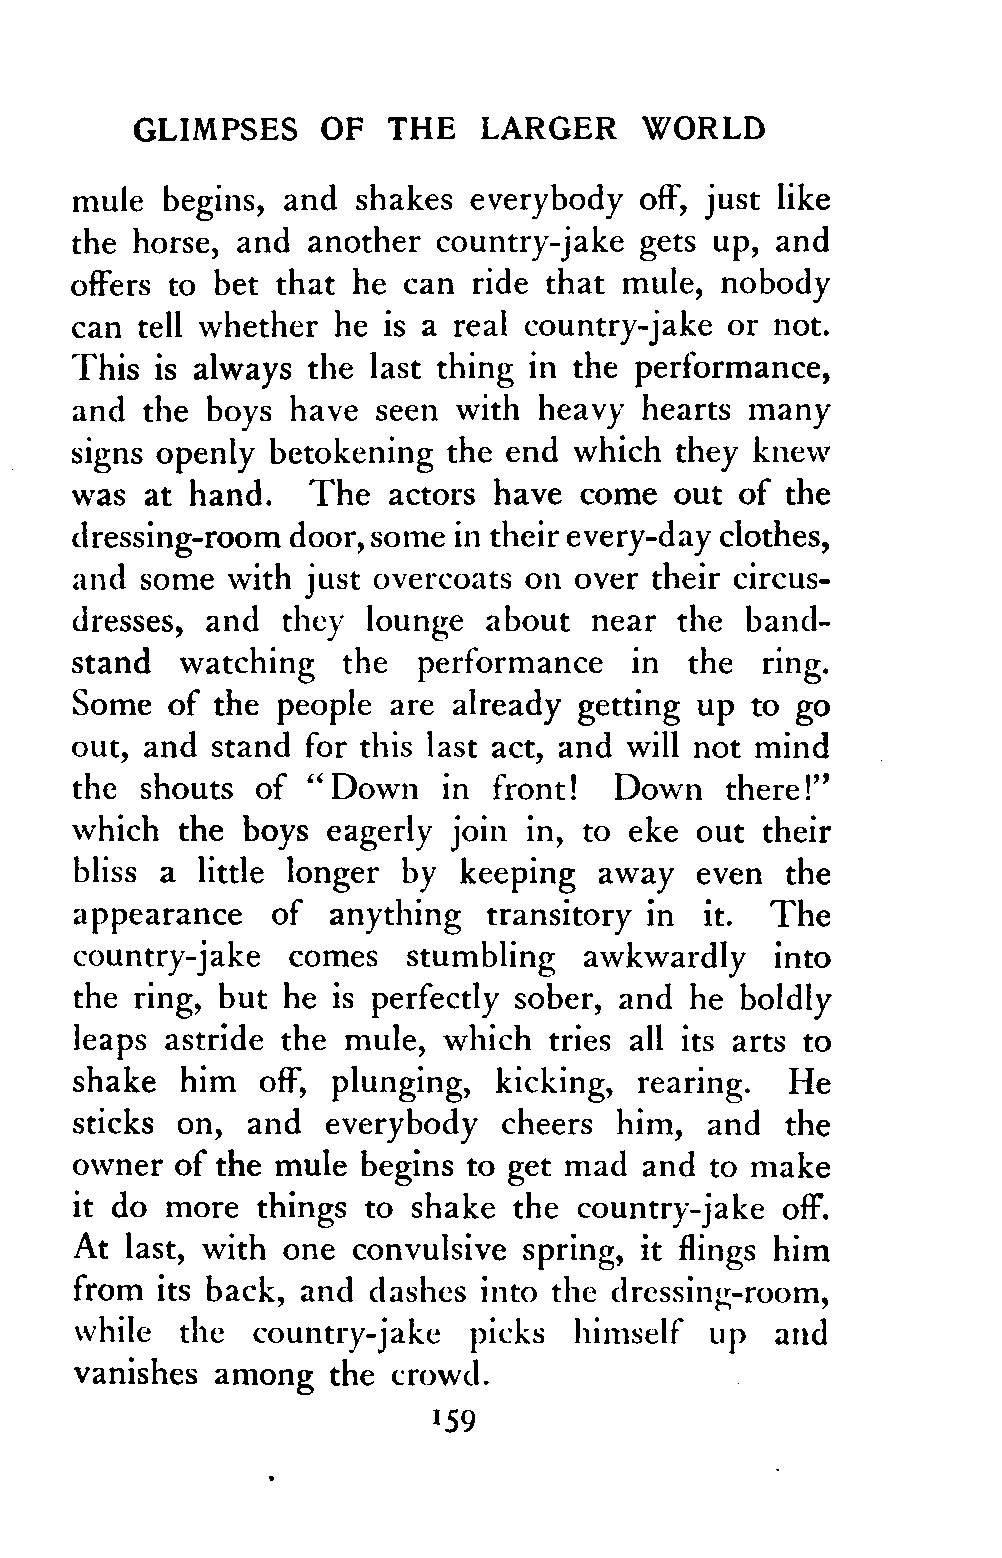 GLIMPSES OF THE LARGER WORLD
mule begins, and shakes everybody off, just like
the horse, and another country-jake gets up, and
offers to bet that he can ride that mule, nobody
can tell whether he is a real country-jake or not.
This is always the last thing in the performance,
and the boys have seen with heavy hearts many
signs openly betokening the end which they knew
was at hand. The actors have come out of the
dressing-room door, some in their every-day clothes,
and some with just overcoats on over their circus-
dresses, and they lounge about near the band-
stand watching the performance in the ring.
Some of the people are already getting up to go
out, and stand for this last act, and will not mind
the shouts of “Down in front! Down there!”
which the boys eagerly join in, to eke out their
bliss a little longer by keeping away even the
appearance of anything transitory in it. The
country-jake comes stumbling awkwardly into
the ring, but he is perfectly sober, and he boldly
leaps astride the mule, which tries all its arts to
shake him off, plunging, kicking, rearing. He
sticks on, and everybody cheers him, and the
owner of the mule begins to get mad and to make
it do more things to shake the country-jake off.
At last, with one convulsive spring, it flings him
from its back, and dashes into the dressing-room,
while the country-jake picks himself up and
vanishes among the crowd.
159